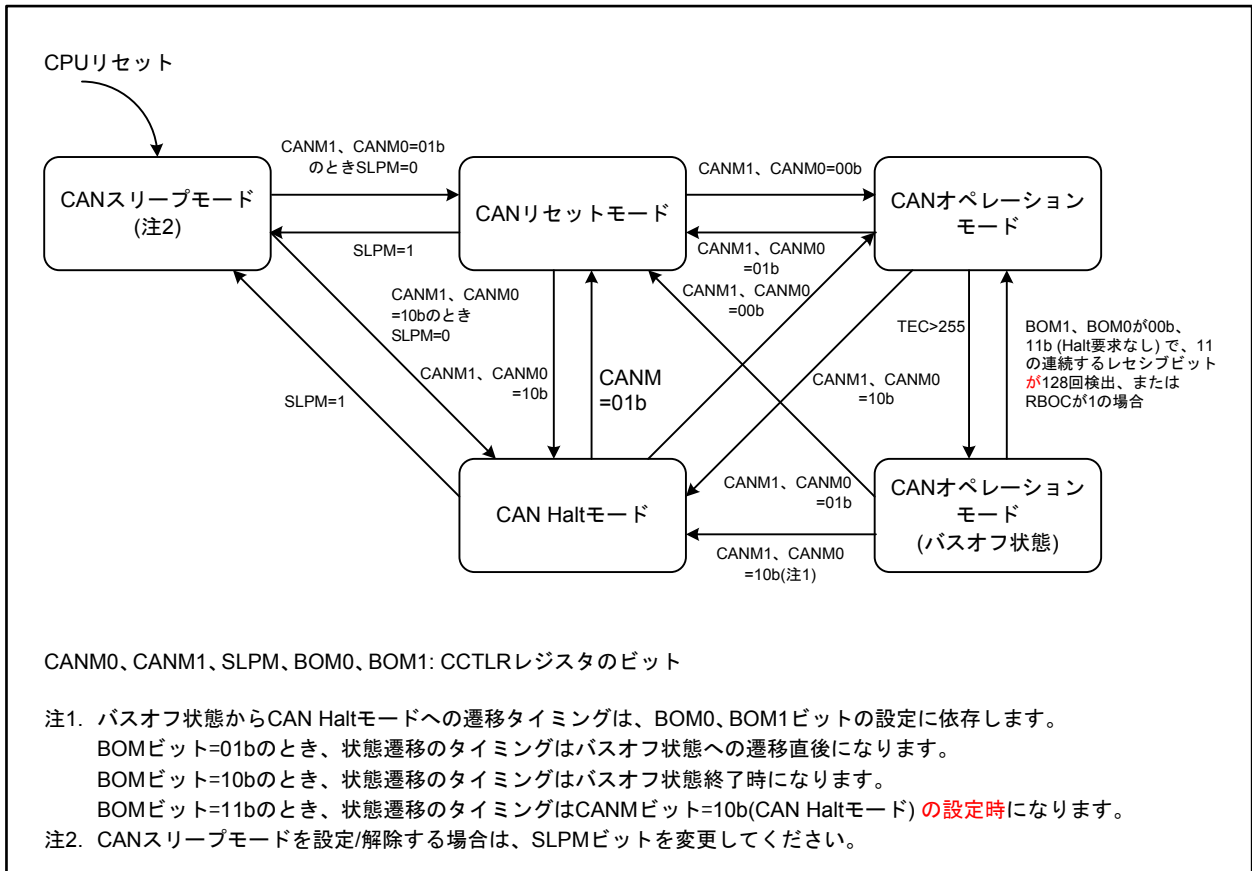 CPUリセット
CANM1、CANM0=01b
のときSLPM=0
CANM1、CANM0=00b
CANスリープモード
(注2)
CANリセットモード
CANオペレーション
モード
SLPM=1
CANM1、CANM0
=01b
CANM1、CANM0
=00b
CANM1、CANM0
=10bのとき
SLPM=0
TEC>255
BOM1、BOM0が00b、
11b (Halt要求なし) で、11
の連続するレセシブビット
が128回検出、または
RBOCが1の場合
CANM1、CANM0
=10b
CANM
=01b
CANM1、CANM0
=10b
SLPM=1
CAN Haltモード
CANM1、CANM0
=01b
CANオペレーション
モード
(バスオフ状態)
CANM1、CANM0
=10b(注1)
CANM0、CANM1、SLPM、BOM0、BOM1: CCTLRレジスタのビット
注1. バスオフ状態からCAN Haltモードへの遷移タイミングは、BOM0、BOM1ビットの設定に依存します。
BOMビット=01bのとき、状態遷移のタイミングはバスオフ状態への遷移直後になります。
BOMビット=10bのとき、状態遷移のタイミングはバスオフ状態終了時になります。
BOMビット=11bのとき、状態遷移のタイミングはCANMビット=10b(CAN Haltモード) の設定時になります。
注2. CANスリープモードを設定/解除する場合は、SLPMビットを変更してください。